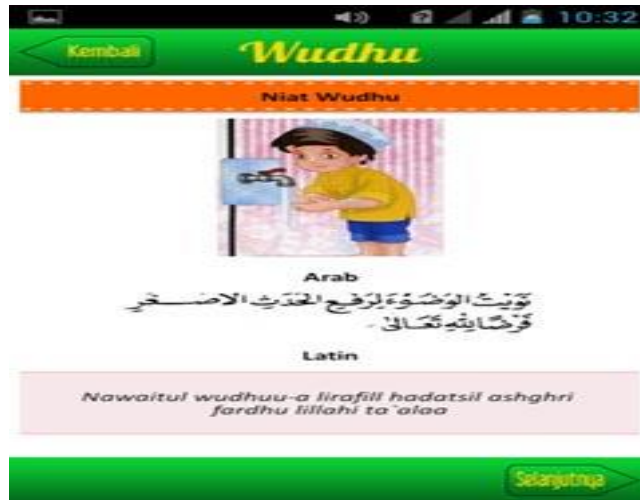 10:32
Kembali
Wudhu
Niat Wudhu
Arab
نَوَيْتُ الْوُضُوْءَ لِرَفْعِ الْحَدَثِ الْاَصْغَرِ
فَرْضًا لِلّٰهِ تَعَالٰى
Latin
Nawaitul wudhuu-a lirafill hadatsil ashghri
fardhu lillahi ta'alaa
Selanjutnya